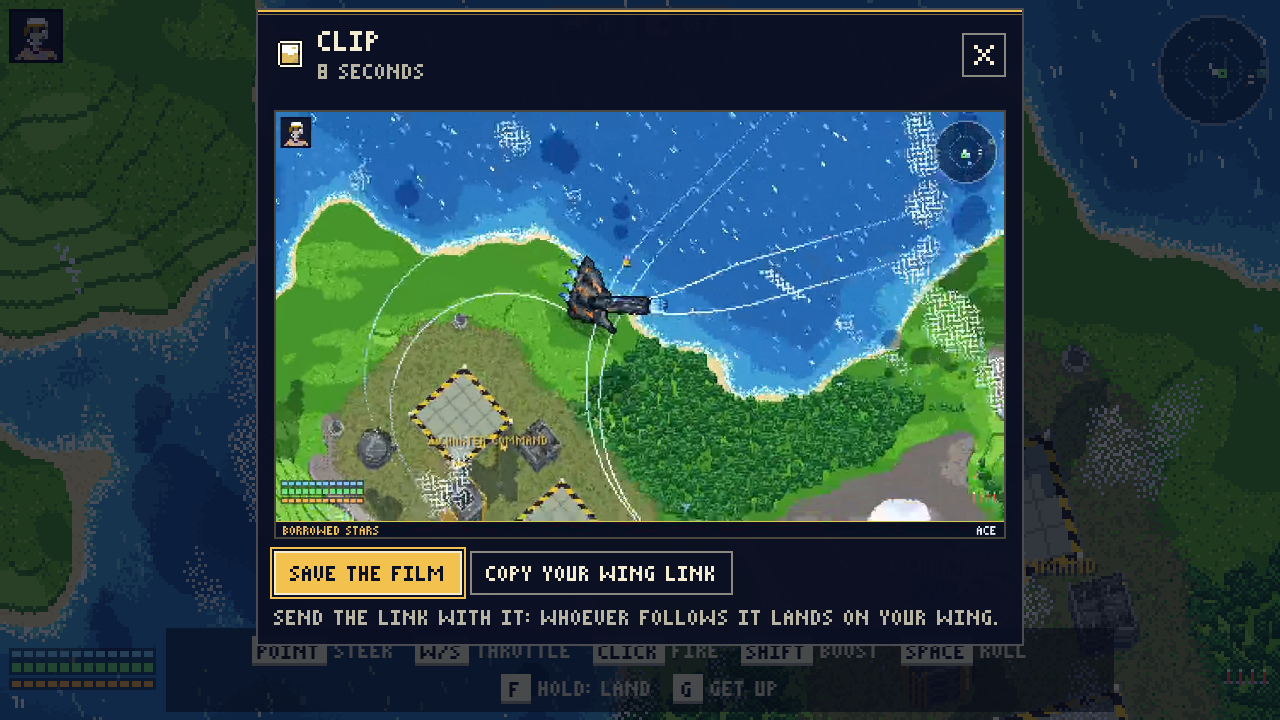 CLIP
8 SECONDS
COMMAND
BORROWED STARS
ACE
SAVE THE FILM
COPY YOUR WING LINK
SEND THE LINK WITH IT: WHOEVER FOLLOWS IT LANDS ON YOUR WING.
POINT STEER W/S THROTTLE CLICK FIRE SHIFT BOOST SPACE ROLL
F HOLD: LAND G GET UP